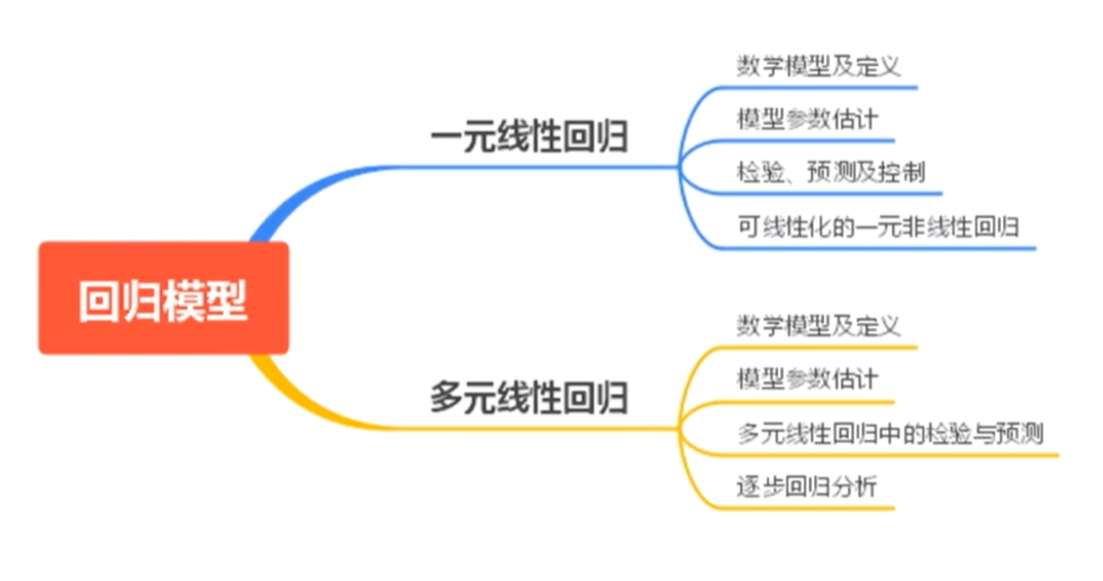 回归模型
一元线性回归
数学模型及定义
模型参数估计
检验、预测及控制
可线性化的一元非线性回归
多元线性回归
数学模型及定义
模型参数估计
多元线性回归中的检验与预测
逐步回归分析